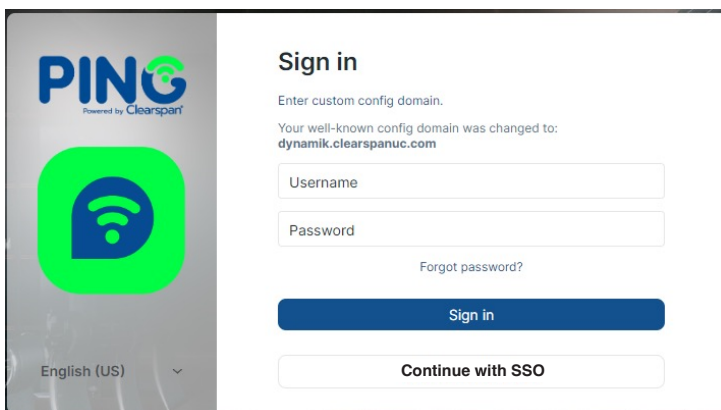 PING
Powered by Clearspan
English (US)
Sign in
Enter custom config domain.
Your well-known config domain was changed to:
dynamik.clearspanuc.com
Username
Password
Forgot password?
Sign in
Continue with SSO